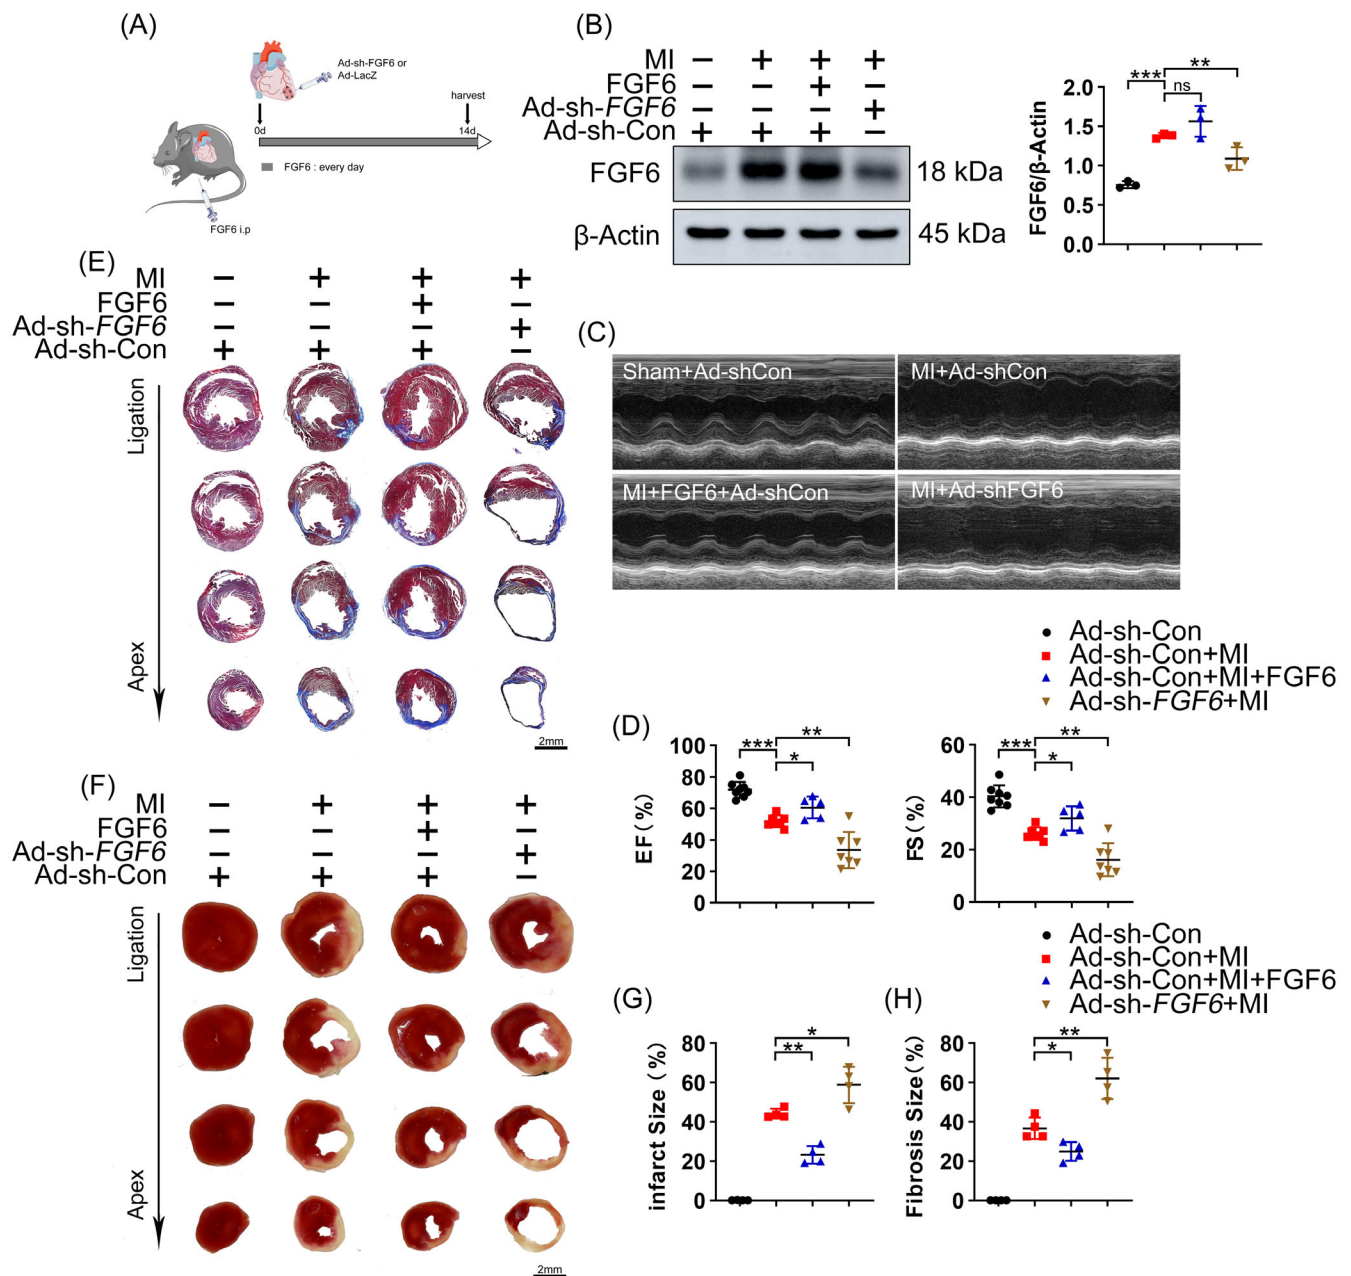 (A)
Ad-sh-FGF6 or
Ad-LacZ
harvest
0d
14d
FGF6 : every day
FGF6 i.p
(B)
MI − + + +
FGF6 − − + −
Ad-sh-FGF6 − − − +
Ad-sh-Con + + + −
FGF6
18 kDa
β-Actin
45 kDa
FGF6/β-Actin
2.0
1.5
1.0
0.5
0.0
***
**
ns
(C)
Sham+Ad-shCon
MI+Ad-shCon
MI+FGF6+Ad-shCon
MI+Ad-shFGF6
Ad-sh-Con
Ad-sh-Con+MI
Ad-sh-Con+MI+FGF6
Ad-sh-FGF6+MI
(D)
EF(%)
100
80
60
40
20
0
***
**
*
FS(%)
60
40
20
0
***
**
*
(E)
MI − + + +
FGF6 − − + −
Ad-sh-FGF6 − − − +
Ad-sh-Con + + + −
Ligation
Apex
2mm
(F)
MI − + + +
FGF6 − − + −
Ad-sh-FGF6 − − − +
Ad-sh-Con + + + −
Ligation
Apex
2mm
Ad-sh-Con
Ad-sh-Con+MI
Ad-sh-Con+MI+FGF6
Ad-sh-FGF6+MI
(G)
infarct Size (%)
80
60
40
20
0
*
**
(H)
Fibrosis Size(%)
80
60
40
20
0
**
*